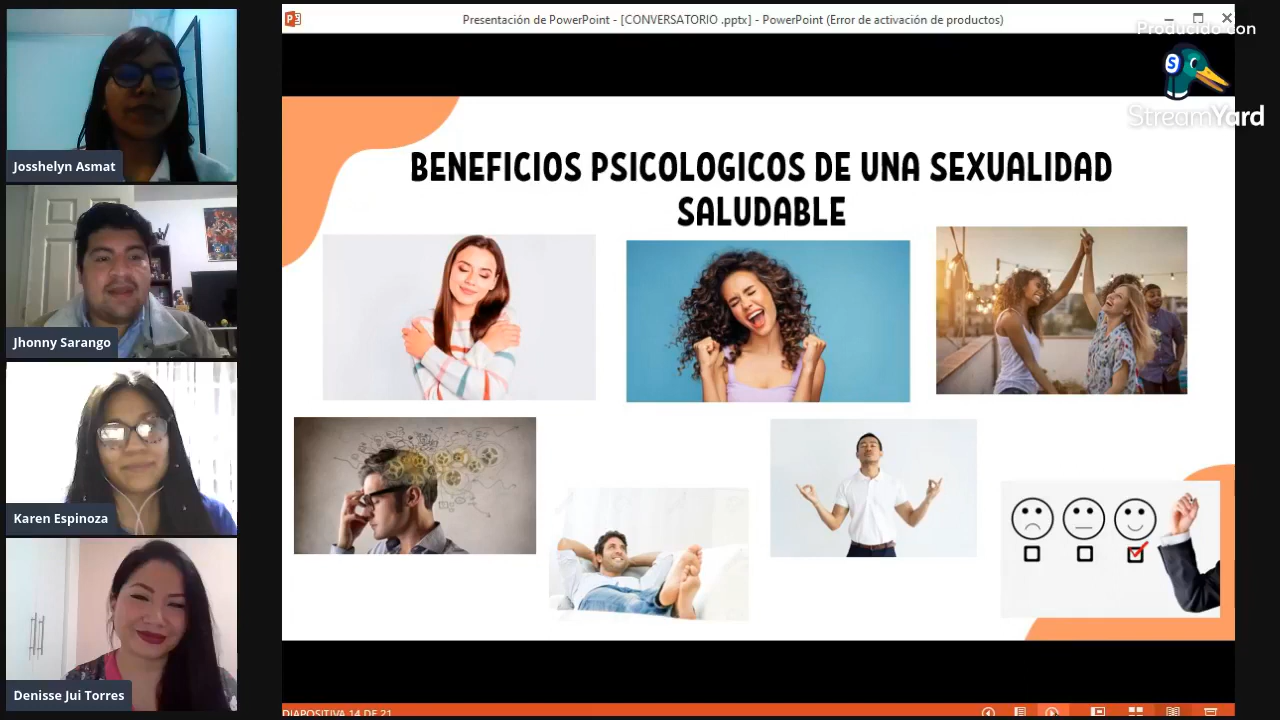 Presentación de PowerPoint - [CONVERSATORIO .pptx] - PowerPoint (Error de activación de productos)
Producido con
S
StreamYard
BENEFICIOS PSICOLOGICOS DE UNA SEXUALIDAD
SALUDABLE
Josshelyn Asmat
Jhonny Sarango
Karen Espinoza
Denisse Jui Torres
DIAPOSITIVA 14 DE 21